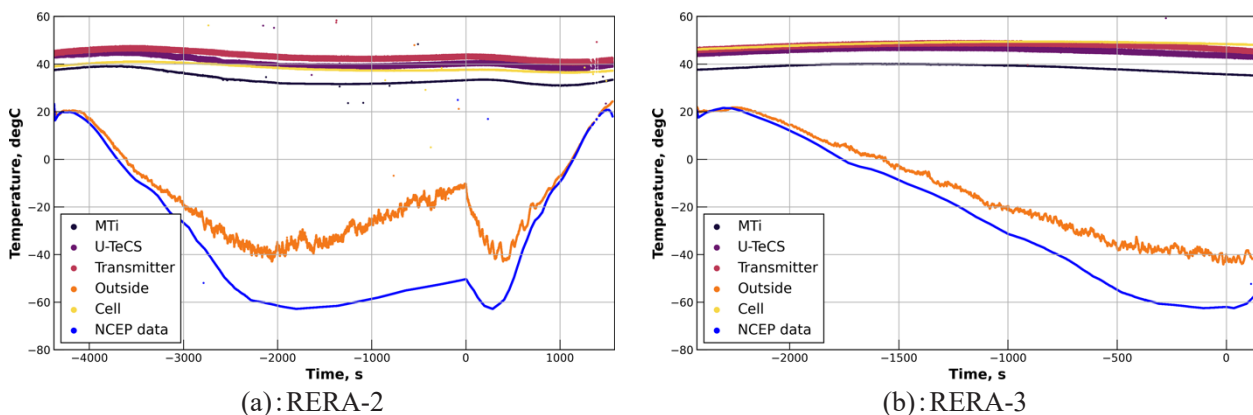 60
40
20
0
−20
−40
−60
−80
Temperature, degC
MTi
U-TeCS
Transmitter
Outside
Cell
NCEP data
−4000 −3000 −2000 −1000 0 1000
Time, s
(a):RERA-2
60
40
20
0
−20
−40
−60
−80
Temperature, degC
MTi
U-TeCS
Transmitter
Outside
Cell
NCEP data
−2000 −1500 −1000 −500 0
Time, s
(b):RERA-3